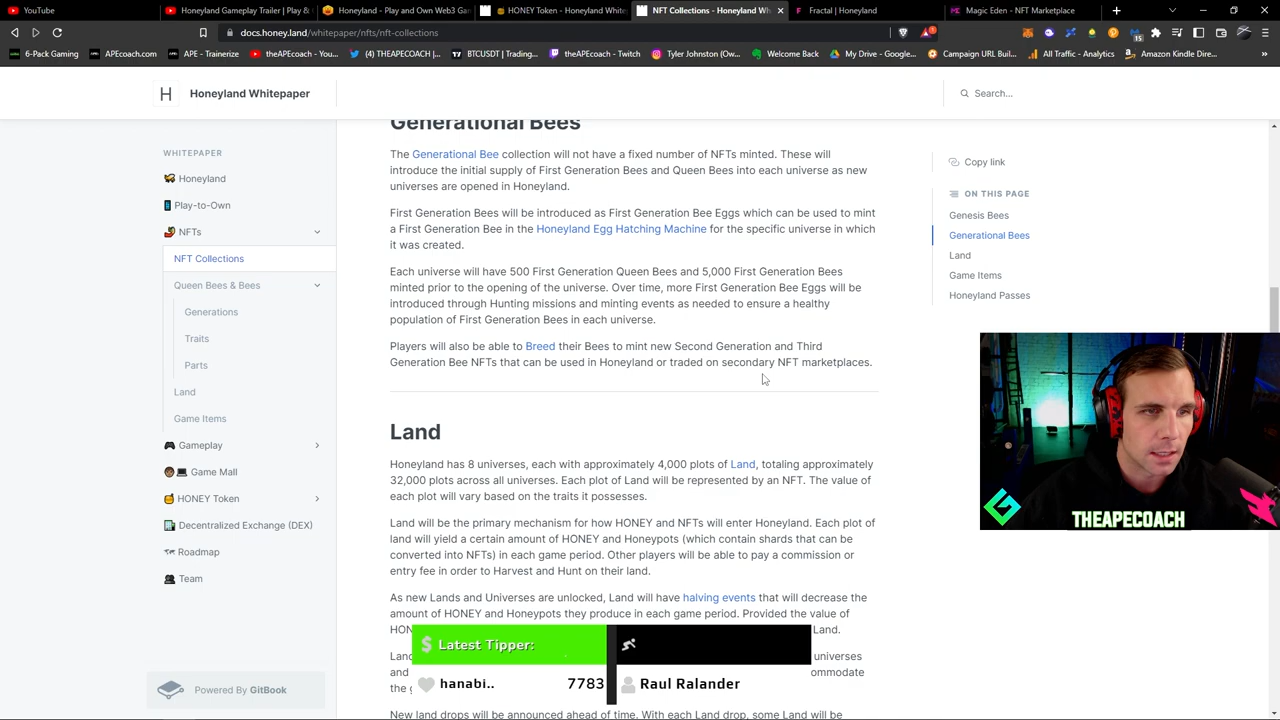 YouTube
Honeyland Gameplay Trailer | Play &
Honeyland - Play and Own Web3 Gam
HONEY Token - Honeyland White
NFT Collections - Honeyland Wh
Fractal | Honeyland
Magic Eden - NFT Marketplace
docs.honey.land/whitepaper/nfts/nft-collections
6-Pack Gaming
APEcoach.com
APE - Trainerize
theAPEcoach - You...
(4) THEAPECOACH |...
BTCUSDT | Trading...
theAPEcoach - Twitch
Tyler Johnston (Ow...
Welcome Back
My Drive - Google...
Campaign URL Buil...
All Traffic - Analytics
Amazon Kindle Dire...
H
Honeyland Whitepaper
Search...
WHITEPAPER
Honeyland
Play-to-Own
NFTs
NFT Collections
Queen Bees & Bees
Generations
Traits
Parts
Land
Game Items
Gameplay
Game Mall
HONEY Token
Decentralized Exchange (DEX)
Roadmap
Team
Powered By GitBook
Generational Bees
The Generational Bee collection will not have a fixed number of NFTs minted. These will
introduce the initial supply of First Generation Bees and Queen Bees into each universe as new
universes are opened in Honeyland.
First Generation Bees will be introduced as First Generation Bee Eggs which can be used to mint
a First Generation Bee in the Honeyland Egg Hatching Machine for the specific universe in which
it was created.
Each universe will have 500 First Generation Queen Bees and 5,000 First Generation Bees
minted prior to the opening of the universe. Over time, more First Generation Bee Eggs will be
introduced through Hunting missions and minting events as needed to ensure a healthy
population of First Generation Bees in each universe.
Players will also be able to Breed their Bees to mint new Second Generation and Third
Generation Bee NFTs that can be used in Honeyland or traded on secondary NFT marketplaces.
Land
Honeyland has 8 universes, each with approximately 4,000 plots of Land, totaling approximately
32,000 plots across all universes. Each plot of Land will be represented by an NFT. The value of
each plot will vary based on the traits it possesses.
Land will be the primary mechanism for how HONEY and NFTs will enter Honeyland. Each plot of
land will yield a certain amount of HONEY and Honeypots (which contain shards that can be
converted into NFTs) in each game period. Other players will be able to pay a commission or
entry fee in order to Harvest and Hunt on their land.
As new Lands and Universes are unlocked, Land will have halving events that will decrease the
amount of HONEY and Honeypots they produce in each game period. Provided the value of
HON Land.
Land universes
and ommodate
the g
New land drops will be announced ahead of time. With each Land drop, some Land will be
Copy link
ON THIS PAGE
Genesis Bees
Generational Bees
Land
Game Items
Honeyland Passes
THEAPECOACH
$ Latest Tipper:
hanabi.. 7783
Raul Ralander